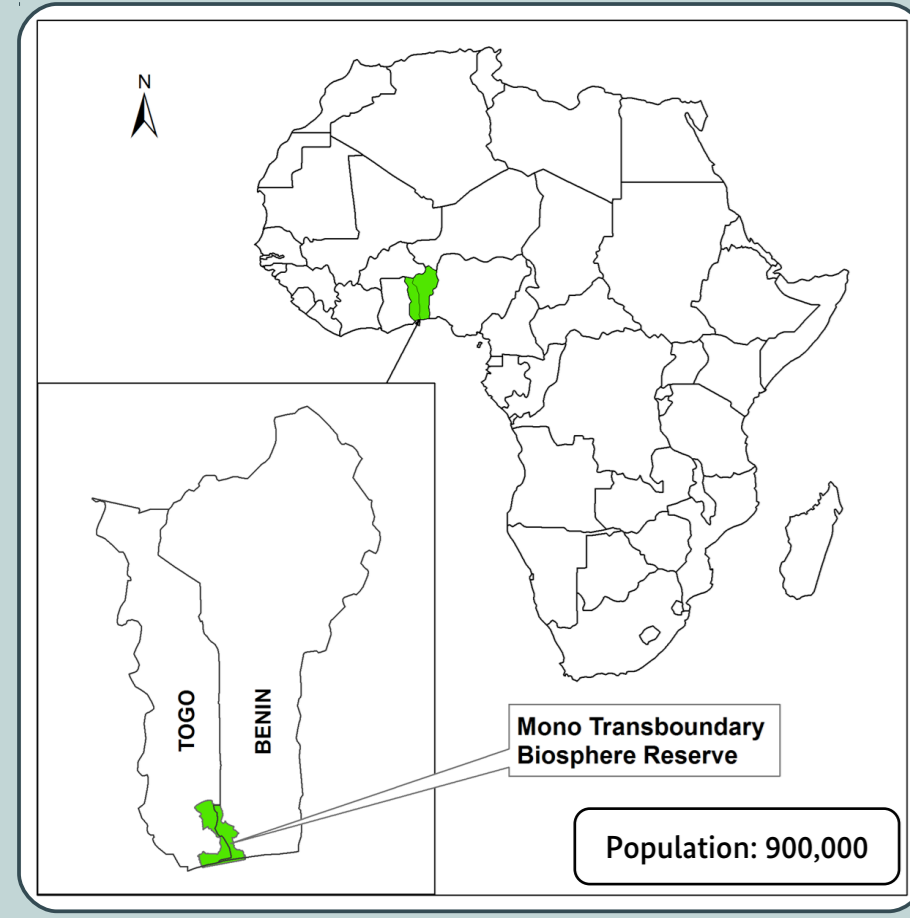 N
TOGO
BENIN
Mono Transboundary
Biosphere Reserve
Population: 900,000